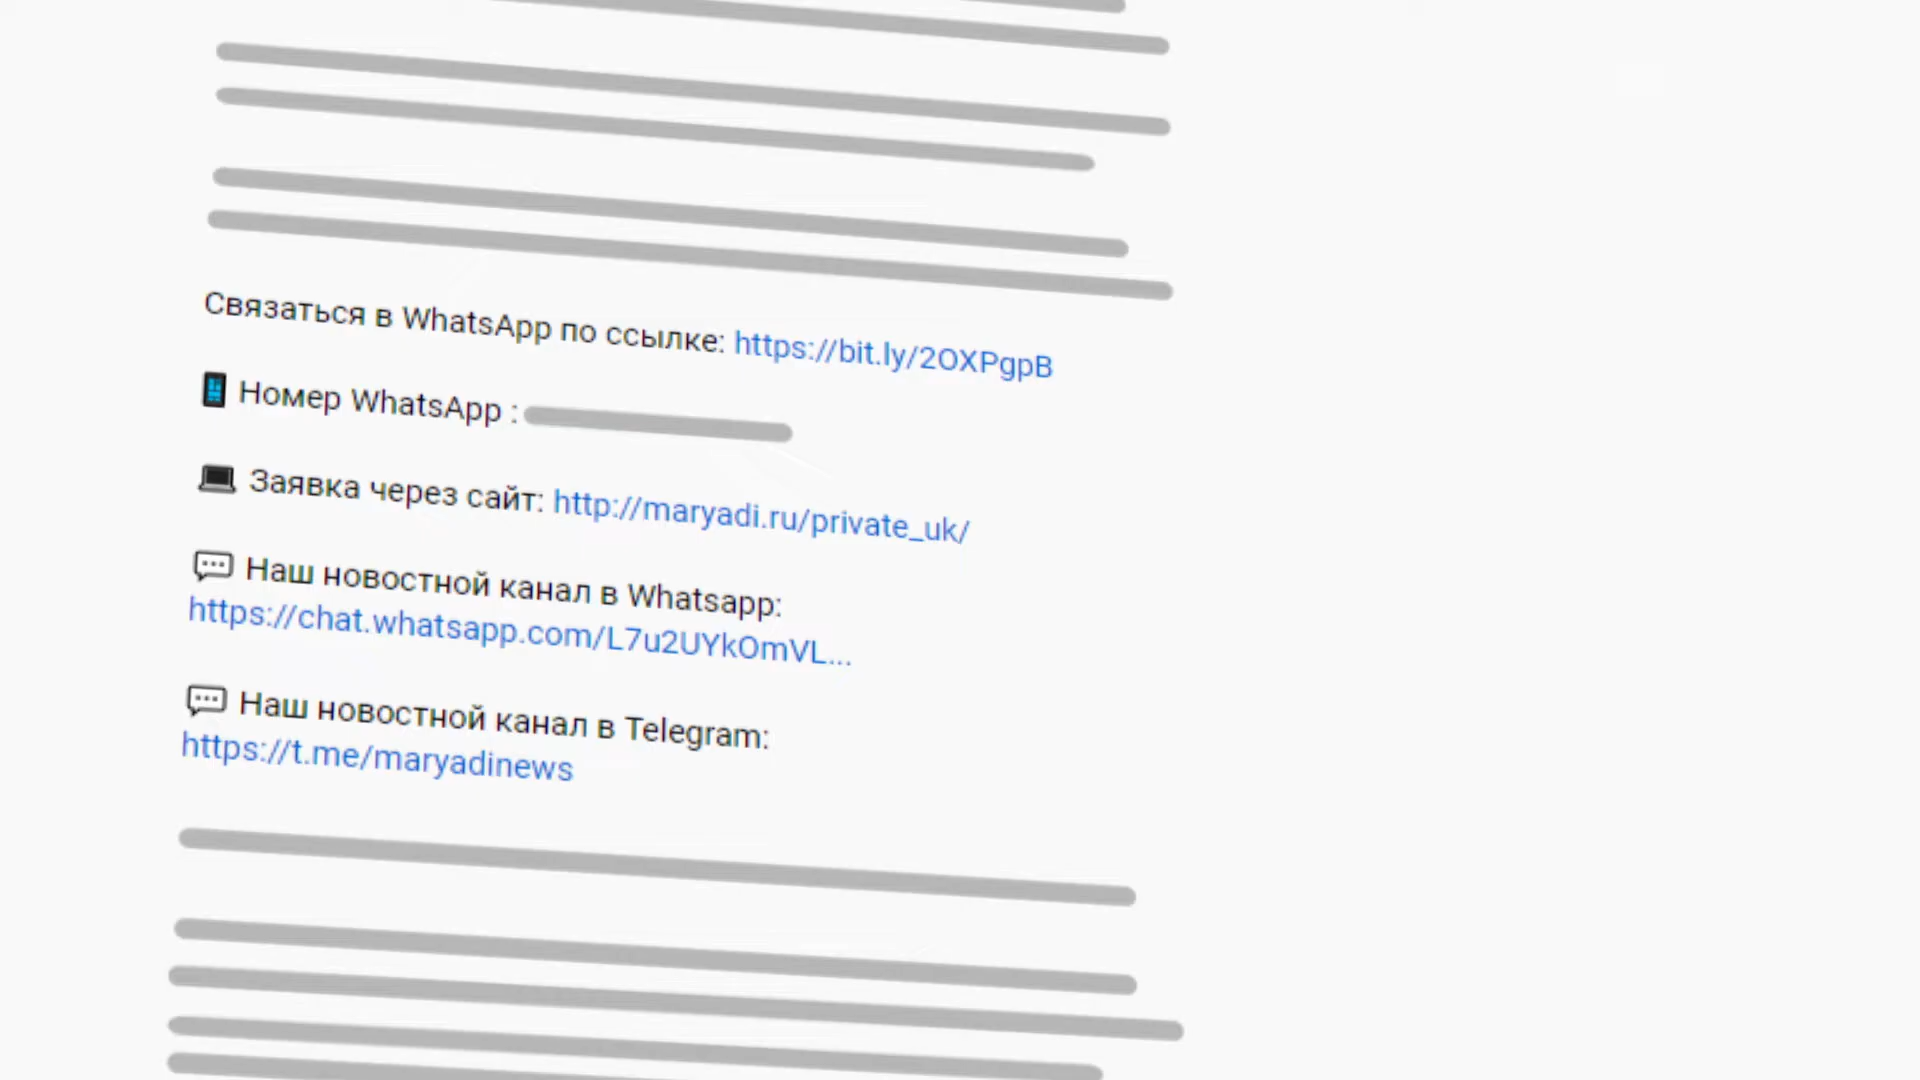 Связаться в WhatsApp по ссылке: https://bit.ly/2OXPgpB
Номер WhatsApp :
Заявка через сайт: http://maryadi.ru/private_uk/
Наш новостной канал в Whatsapp:
https://chat.whatsapp.com/L7u2UYkOmVL...
Наш новостной канал в Telegram:
https://t.me/maryadinews